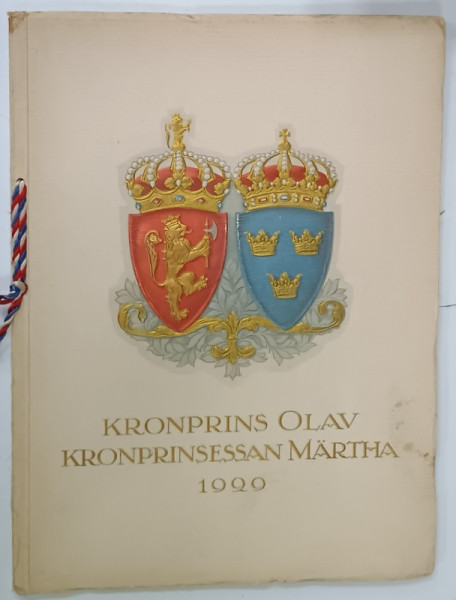 KRONPRINS OLAV
KRONPRINSESSAN MÄRTHA
1929